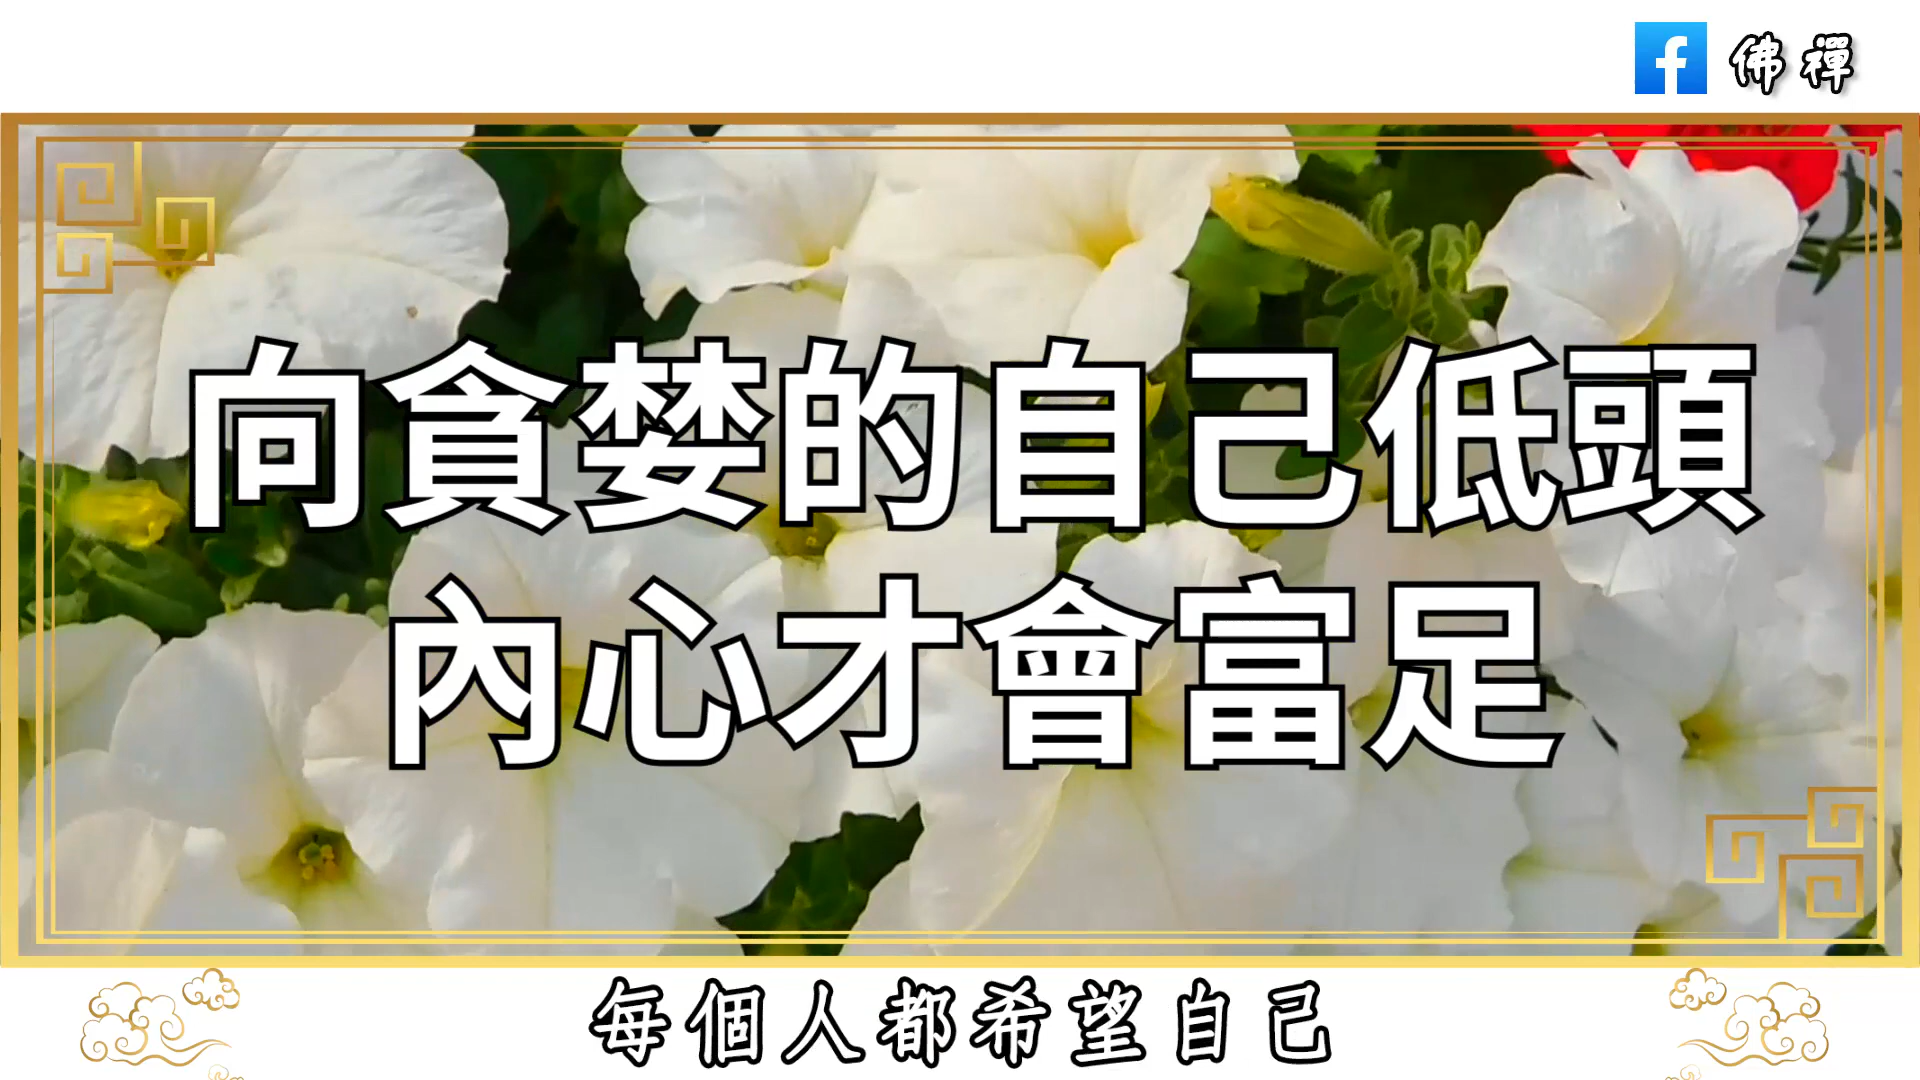 佛禪
向貪婪的自己低頭
內心才會富足
每個人都希望自己